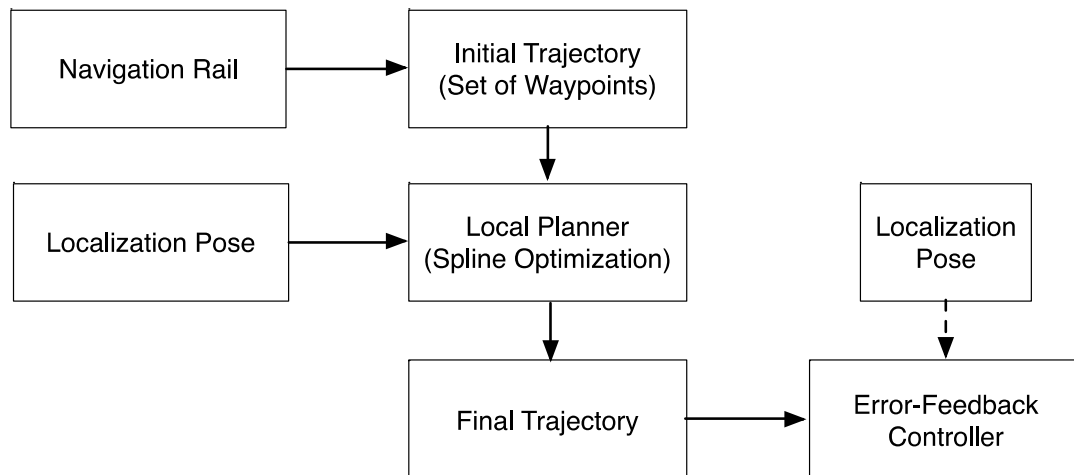 Navigation Rail
Initial Trajectory
(Set of Waypoints)
Localization Pose
Local Planner
(Spline Optimization)
Localization
Pose
Final Trajectory
Error-Feedback
Controller